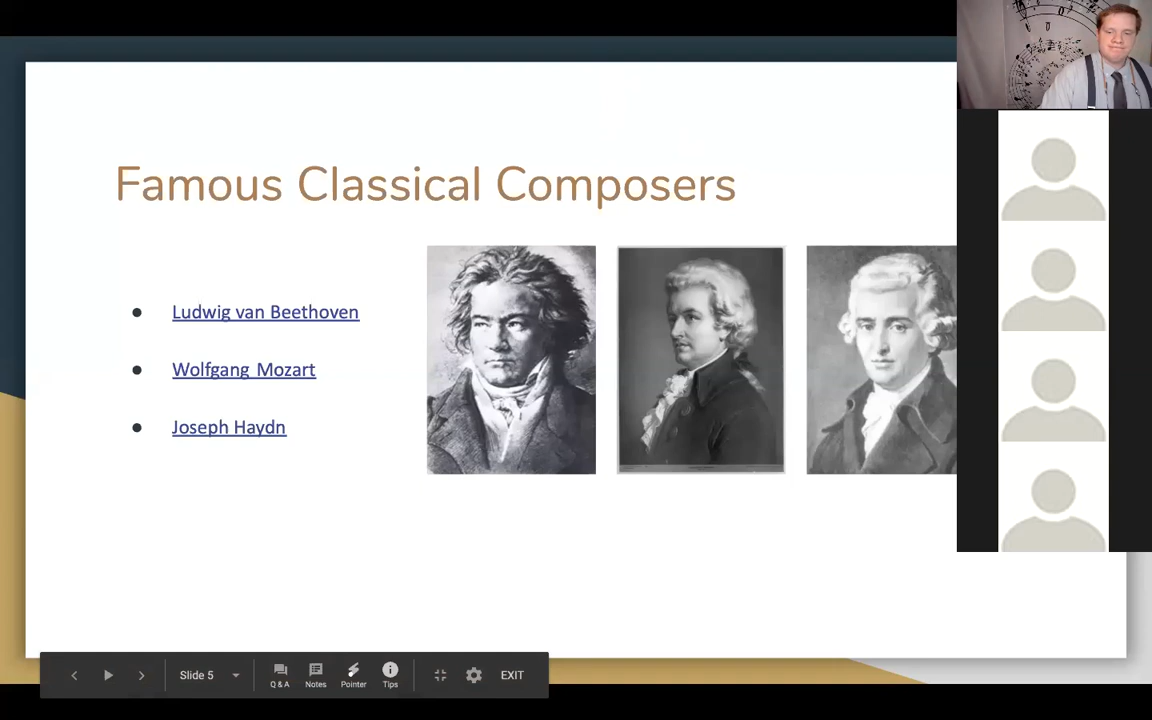 Famous Classical Composers
● Ludwig van Beethoven
● Wolfgang Mozart
● Joseph Haydn
Slide 5
Q & A
Notes
Pointer
Tips
EXIT